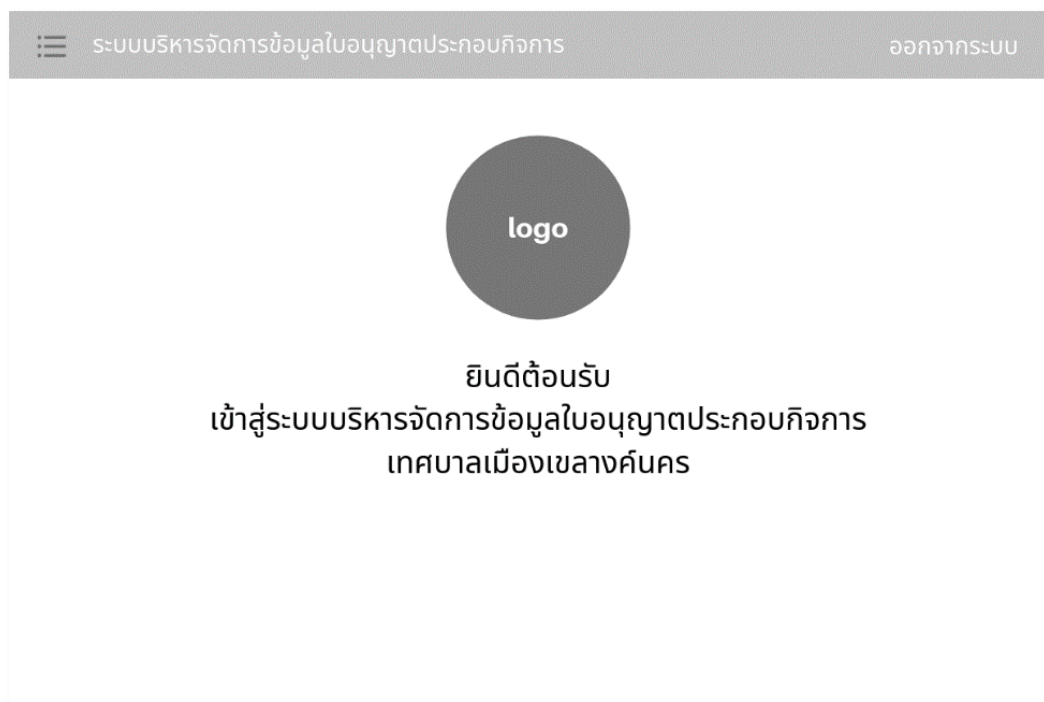 ระบบบริหารจัดการข้อมูลใบอนุญาตประกอบกิจการ
ออกจากระบบ
logo
ยินดีต้อนรับ
เข้าสู่ระบบบริหารจัดการข้อมูลใบอนุญาตประกอบกิจการ
เทศบาลเมืองเขลางค์นคร